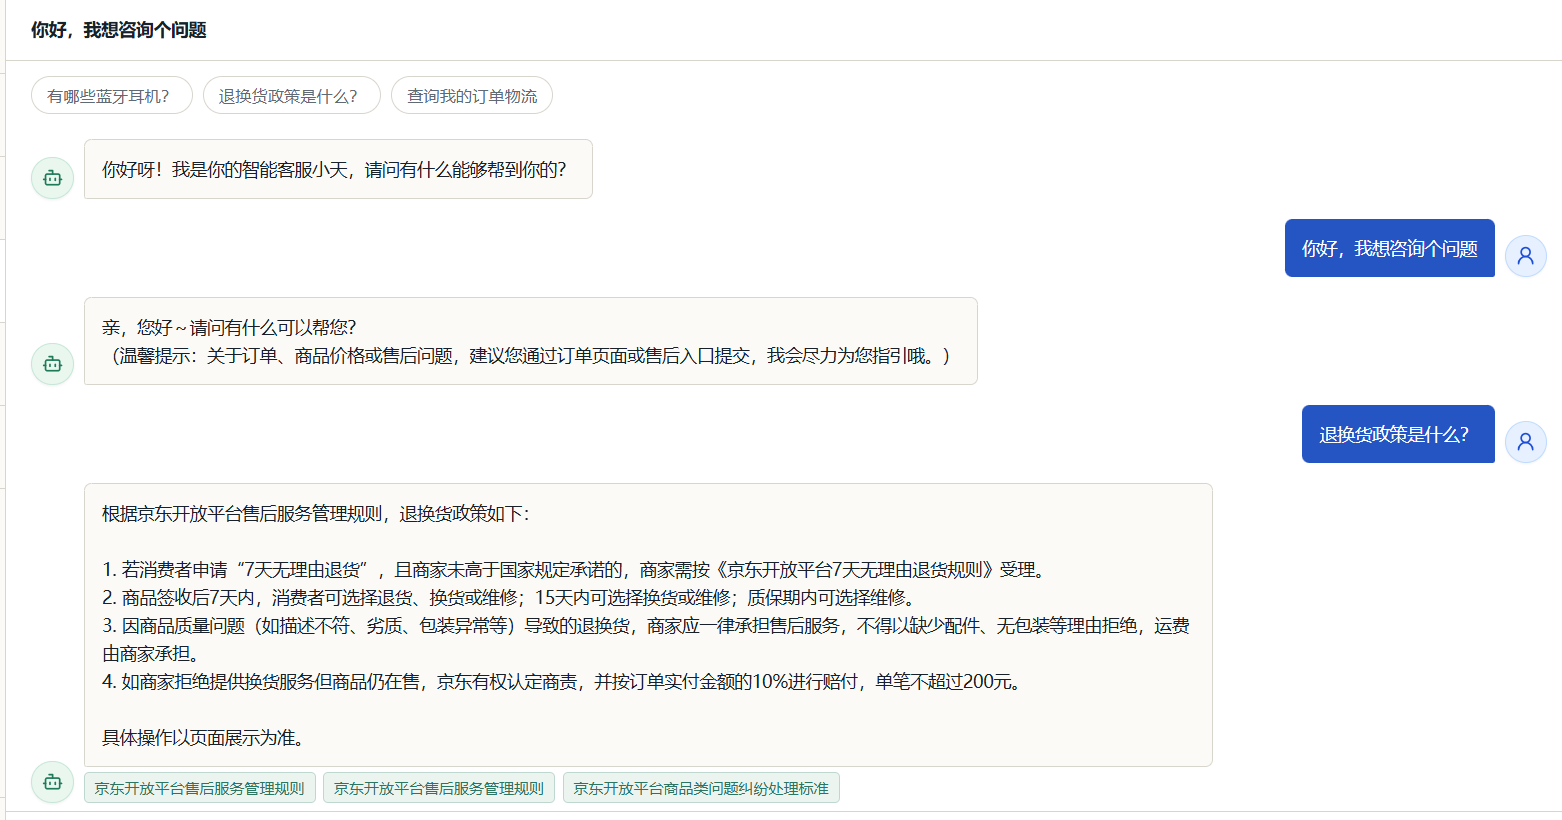 你好，我想咨询个问题
有哪些蓝牙耳机？
退换货政策是什么？
查询我的订单物流
你好呀！我是你的智能客服小天，请问有什么能够帮到你的？
你好，我想咨询个问题
亲，您好～请问有什么可以帮您？
（温馨提示：关于订单、商品价格或售后问题，建议您通过订单页面或售后入口提交，我会尽力为您指引哦。）
退换货政策是什么？
根据京东开放平台售后服务管理规则，退换货政策如下：
1. 若消费者申请“7天无理由退货”，且商家未高于国家规定承诺的，商家需按《京东开放平台7天无理由退货规则》受理。
2. 商品签收后7天内，消费者可选择退货、换货或维修；15天内可选择换货或维修；质保期内可选择维修。
3. 因商品质量问题（如描述不符、劣质、包装异常等）导致的退换货，商家应一律承担售后服务，不得以缺少配件、无包装等理由拒绝，运费
由商家承担。
4. 如商家拒绝提供换货服务但商品仍在售，京东有权认定商责，并按订单实付金额的10%进行赔付，单笔不超过200元。
具体操作以页面展示为准。
京东开放平台售后服务管理规则
京东开放平台售后服务管理规则
京东开放平台商品类问题纠纷处理标准